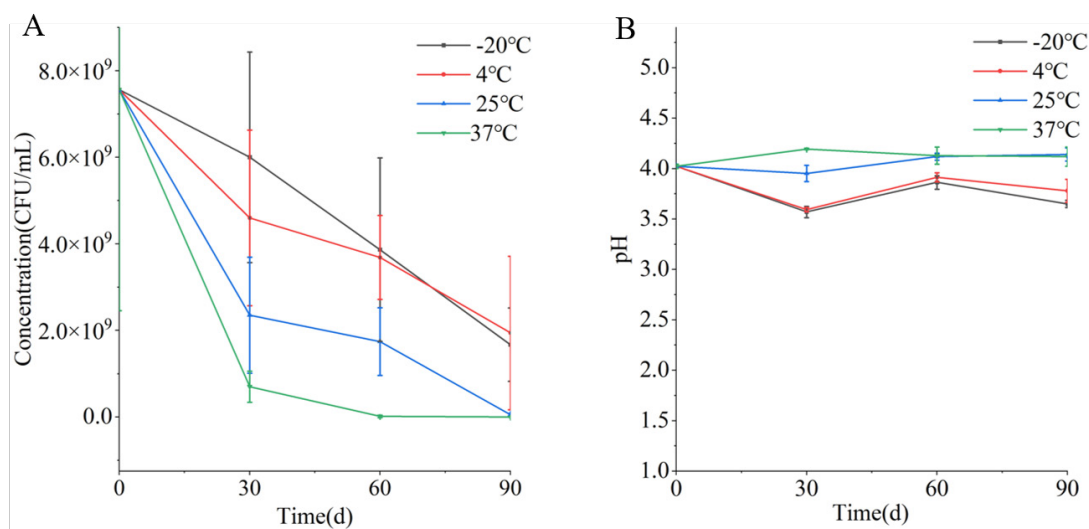 A
Concentration(CFU/mL)
8.0×10⁹
6.0×10⁹
4.0×10⁹
2.0×10⁹
0.0
0 30 60 90
Time(d)
-20℃
4℃
25℃
37℃
B
pH
5.0
4.5
4.0
3.5
3.0
2.5
2.0
1.5
1.0
0 30 60 90
Time(d)
-20℃
4℃
25℃
37℃